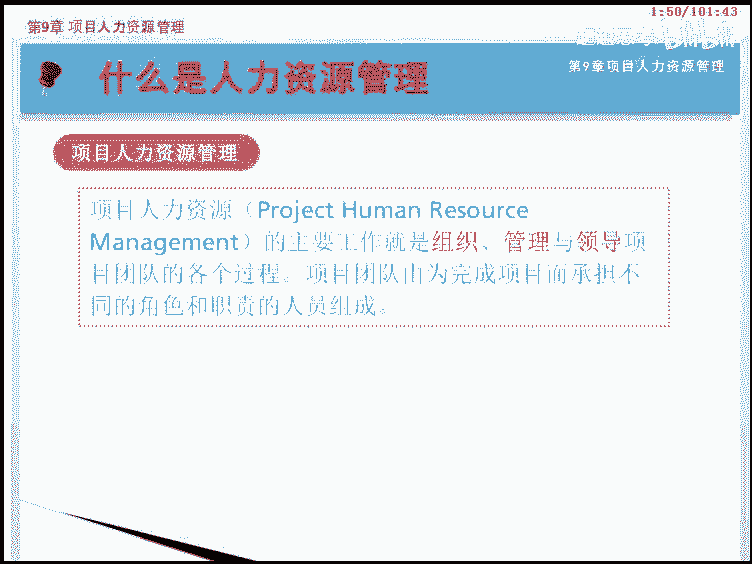 第9章 项目人力资源管理
1:50/101:43
什么是人力资源管理
第9章项目人力资源管理
项目人力资源管理
项目人力资源（Project Human Resource
Management）的主要工作就是组织、管理与领导项
目团队的各个过程。项目团队由为完成项目而承担不
同的角色和职责的人员组成。